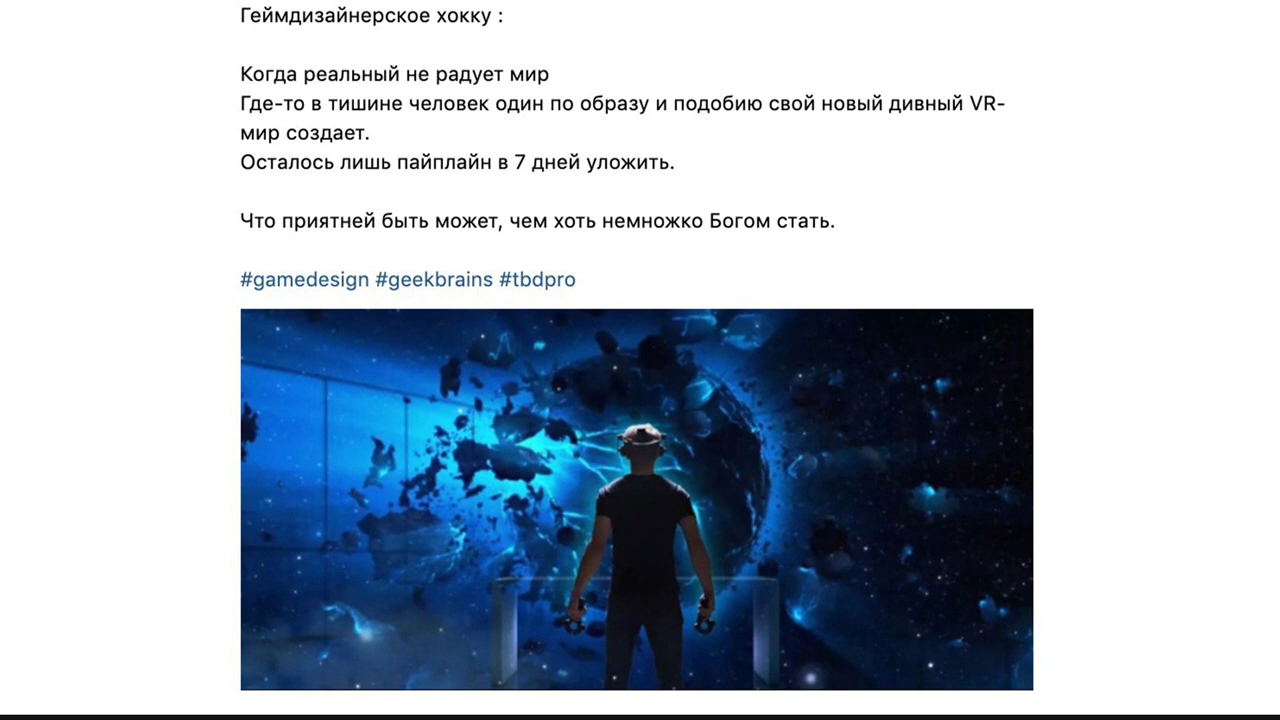 Геймдизайнерское хокку :
Когда реальный не радует мир
Где-то в тишине человек один по образу и подобию свой новый дивный VR-
мир создает.
Осталось лишь пайплайн в 7 дней уложить.
Что приятней быть может, чем хоть немножко Богом стать.
#gamedesign #geekbrains #tbdpro